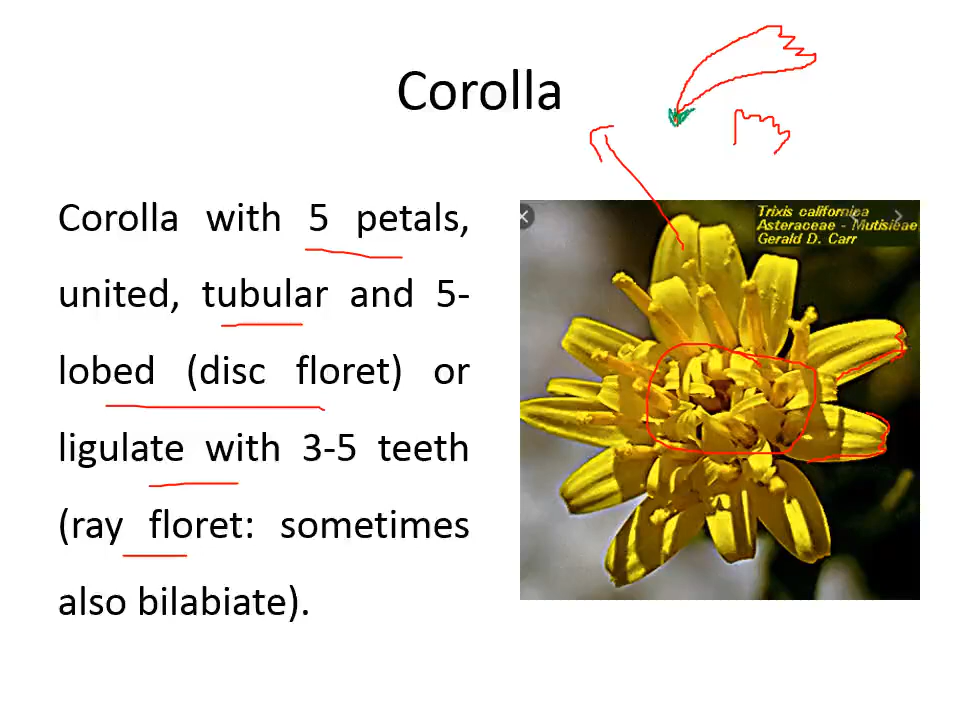 Corolla
Corolla with 5 petals,
united, tubular and 5-
lobed (disc floret) or
ligulate with 3-5 teeth
(ray floret: sometimes
also bilabiate).
Trixis californica
Asteraceae - Mutisieae
Gerald D. Carr